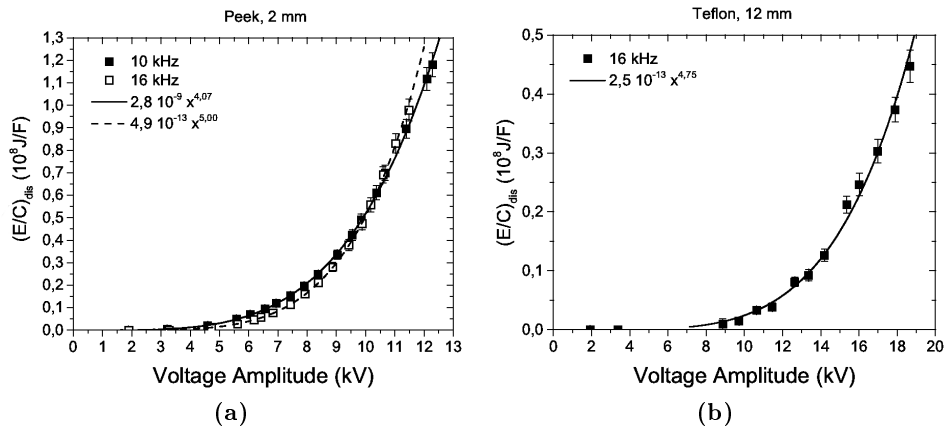 Peek, 2 mm
1,3
1,2
1,1
1,0
0,9
0,8
0,7
0,6
0,5
0,4
0,3
0,2
0,1
0,0
(E/C)dis (10^8 J/F)
10 kHz
16 kHz
2,8 10^-9 x^4,07
4,9 10^-13 x^5,00
0 1 2 3 4 5 6 7 8 9 10 11 12 13
Voltage Amplitude (kV)
(a)
Teflon, 12 mm
0,5
0,4
0,3
0,2
0,1
0,0
(E/C)dis (10^8 J/F)
16 kHz
2,5 10^-13 x^4,75
0 2 4 6 8 10 12 14 16 18 20
Voltage Amplitude (kV)
(b)